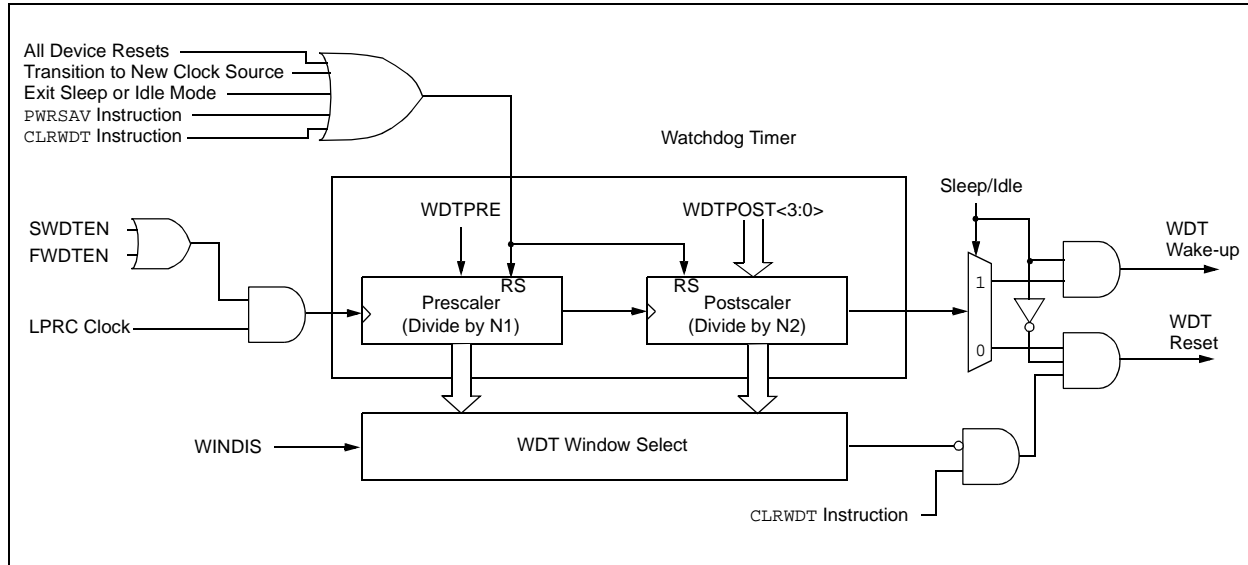 All Device Resets
Transition to New Clock Source
Exit Sleep or Idle Mode
PWRSAV Instruction
CLRWDT Instruction
Watchdog Timer
Sleep/Idle
WDTPRE
WDTPOST<3:0>
SWDTEN
FWDTEN
WDT
Wake-up
RS
RS
1
Prescaler
(Divide by N1)
Postscaler
(Divide by N2)
LPRC Clock
WDT
Reset
0
WINDIS
WDT Window Select
CLRWDT Instruction